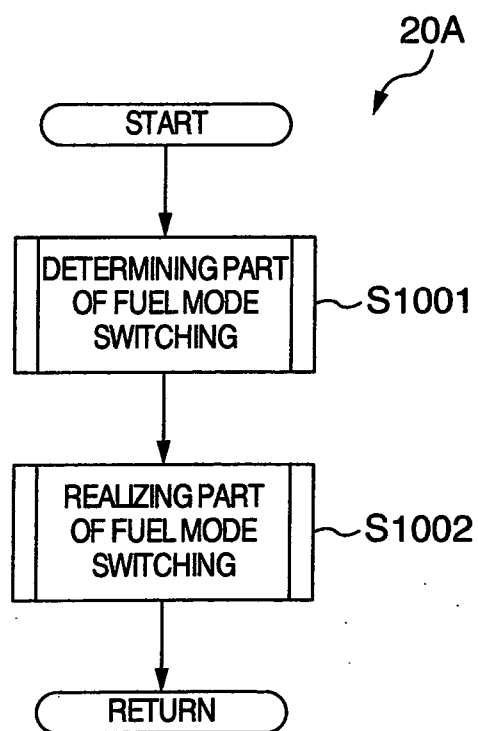 20A
START
DETERMINING PART
OF FUEL MODE
SWITCHING
S1001
REALIZING PART
OF FUEL MODE
SWITCHING
S1002
RETURN